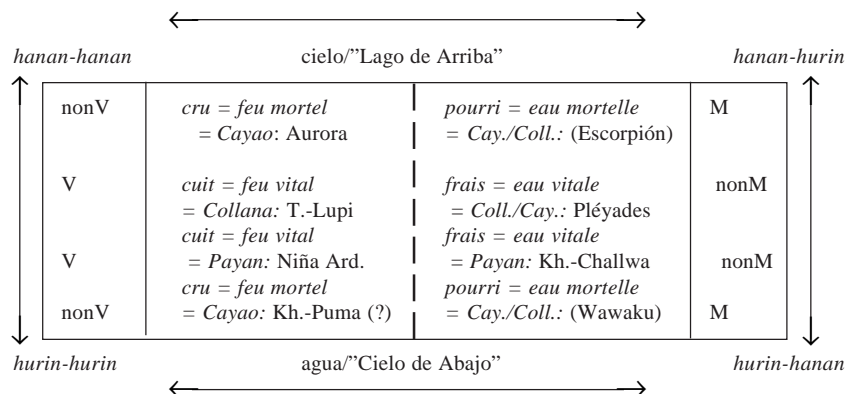 hanan-hanan cielo/”Lago de Arriba” hanan-hurin
nonV cru = feu mortel pourri = eau mortelle M
= Cayao: Aurora = Cay./Coll.: (Escorpión)
V cuit = feu vital frais = eau vitale nonM
= Collana: T.-Lupi = Coll./Cay.: Pléyades
cuit = feu vital frais = eau vitale
V = Payan: Niña Ard. = Payan: Kh.-Challwa nonM
cru = feu mortel pourri = eau mortelle
nonV = Cayao: Kh.-Puma (?) = Cay./Coll.: (Wawaku) M
hurin-hurin agua/”Cielo de Abajo” hurin-hanan